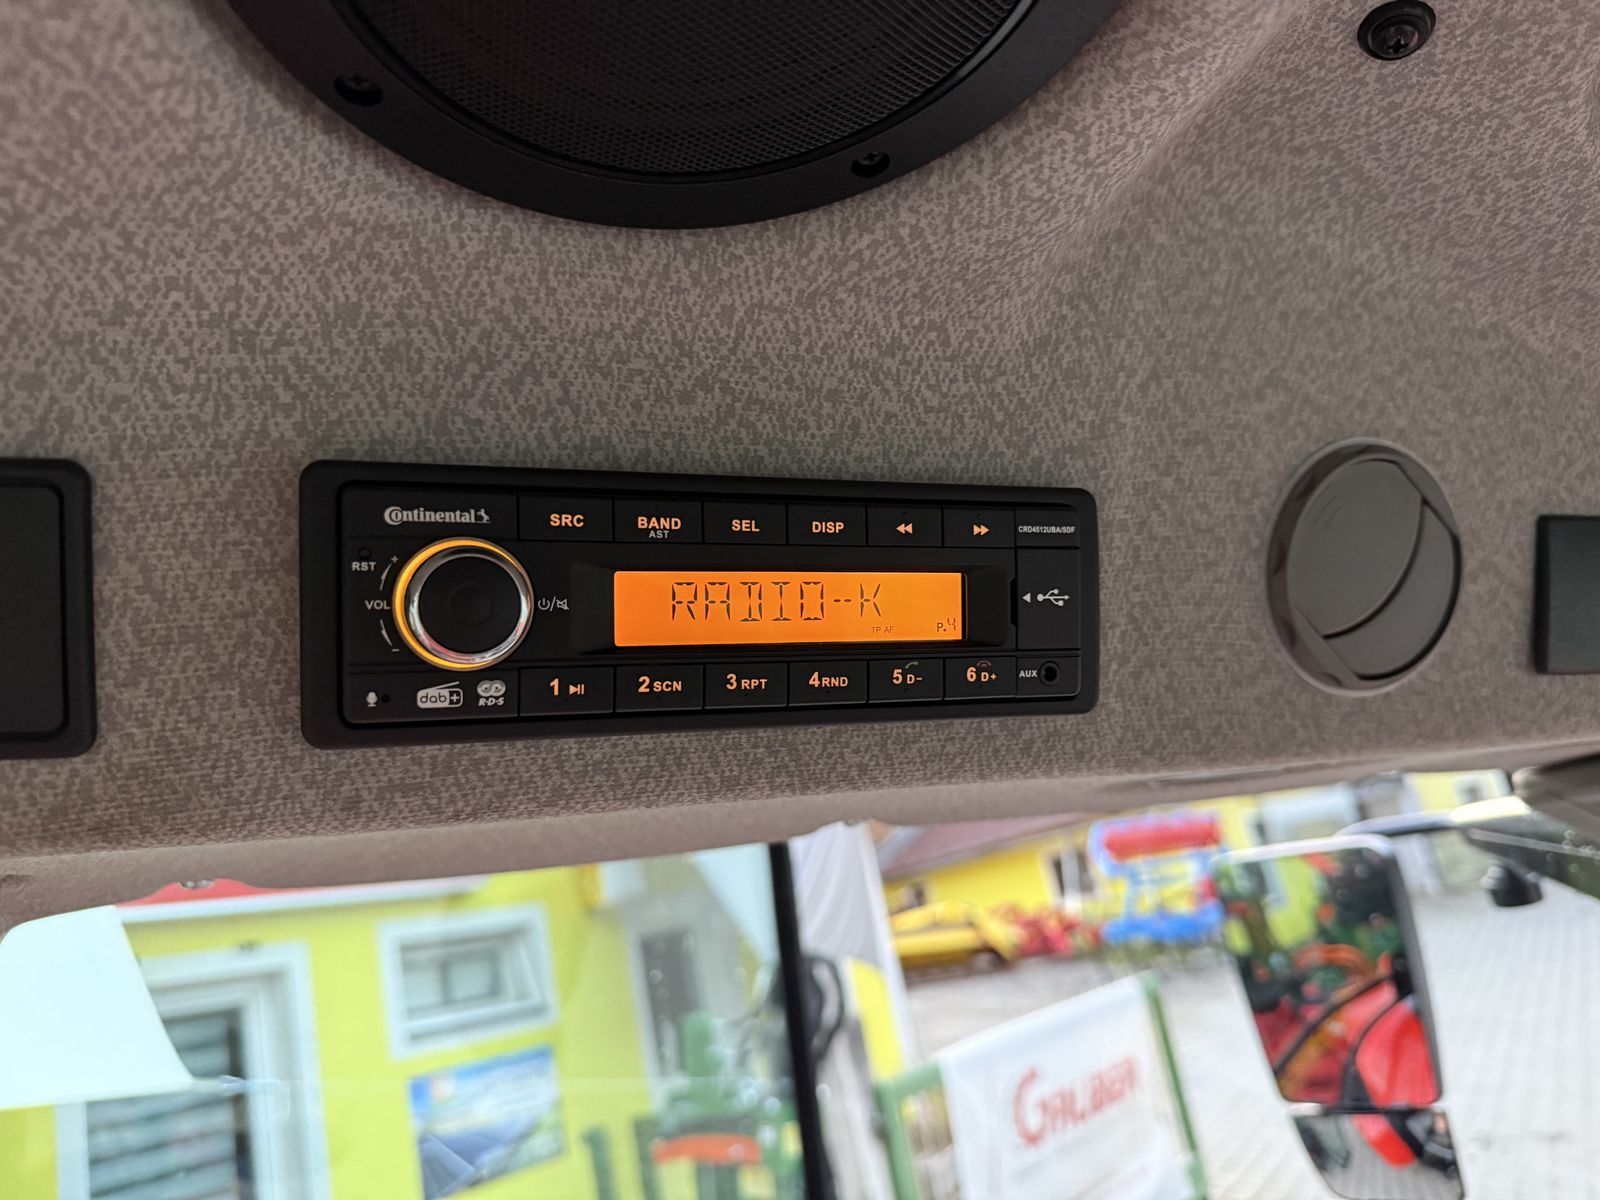 Continental
SRC
BAND
AST
SEL
DISP
CRD4512UBA/SDF
RST
+
VOL
-
RADIO--K
TP AF
P.4
dab+
R·D·S
1
2 SCN
3 RPT
4 RND
5 D-
6 D+
AUX